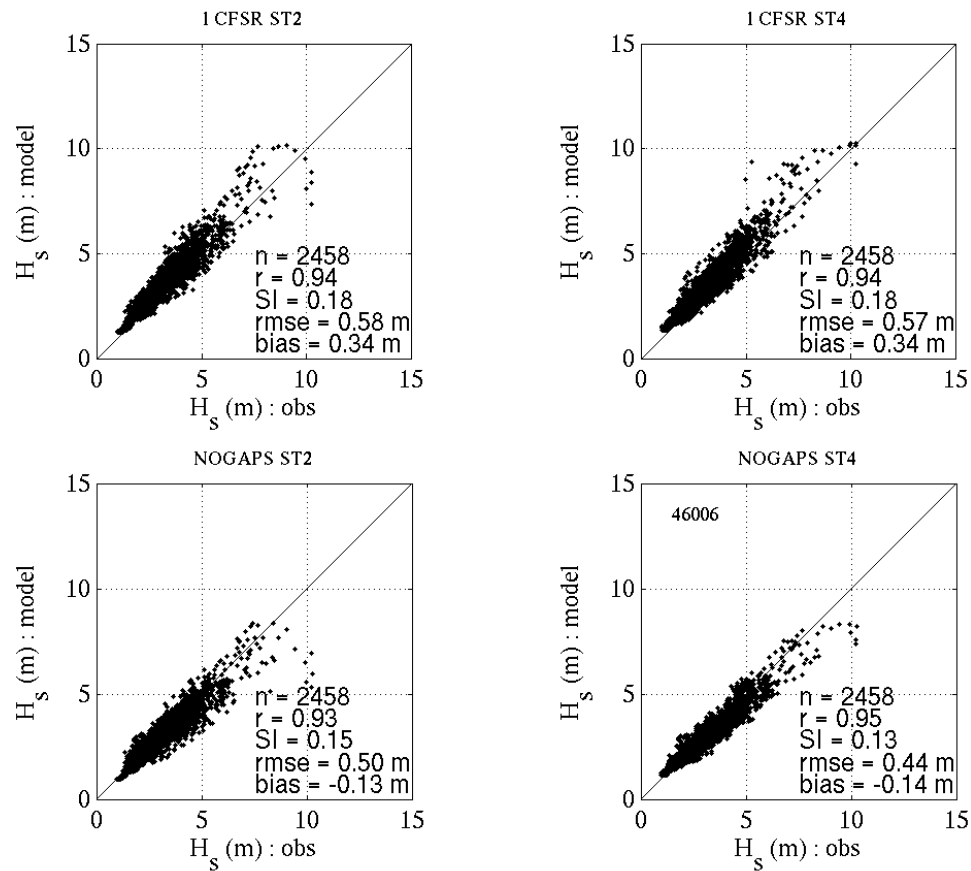 1 CFSR ST2
15
10
5
0
H_s (m) : model
n = 2458
r = 0.94
SI = 0.18
rmse = 0.58 m
bias = 0.34 m
0 5 10 15
H_s (m) : obs
1 CFSR ST4
15
10
5
0
H_s (m) : model
n = 2458
r = 0.94
SI = 0.18
rmse = 0.57 m
bias = 0.34 m
0 5 10 15
H_s (m) : obs
NOGAPS ST2
15
10
5
0
H_s (m) : model
n = 2458
r = 0.93
SI = 0.15
rmse = 0.50 m
bias = -0.13 m
0 5 10 15
H_s (m) : obs
NOGAPS ST4
15
10
5
0
H_s (m) : model
46006
n = 2458
r = 0.95
SI = 0.13
rmse = 0.44 m
bias = -0.14 m
0 5 10 15
H_s (m) : obs